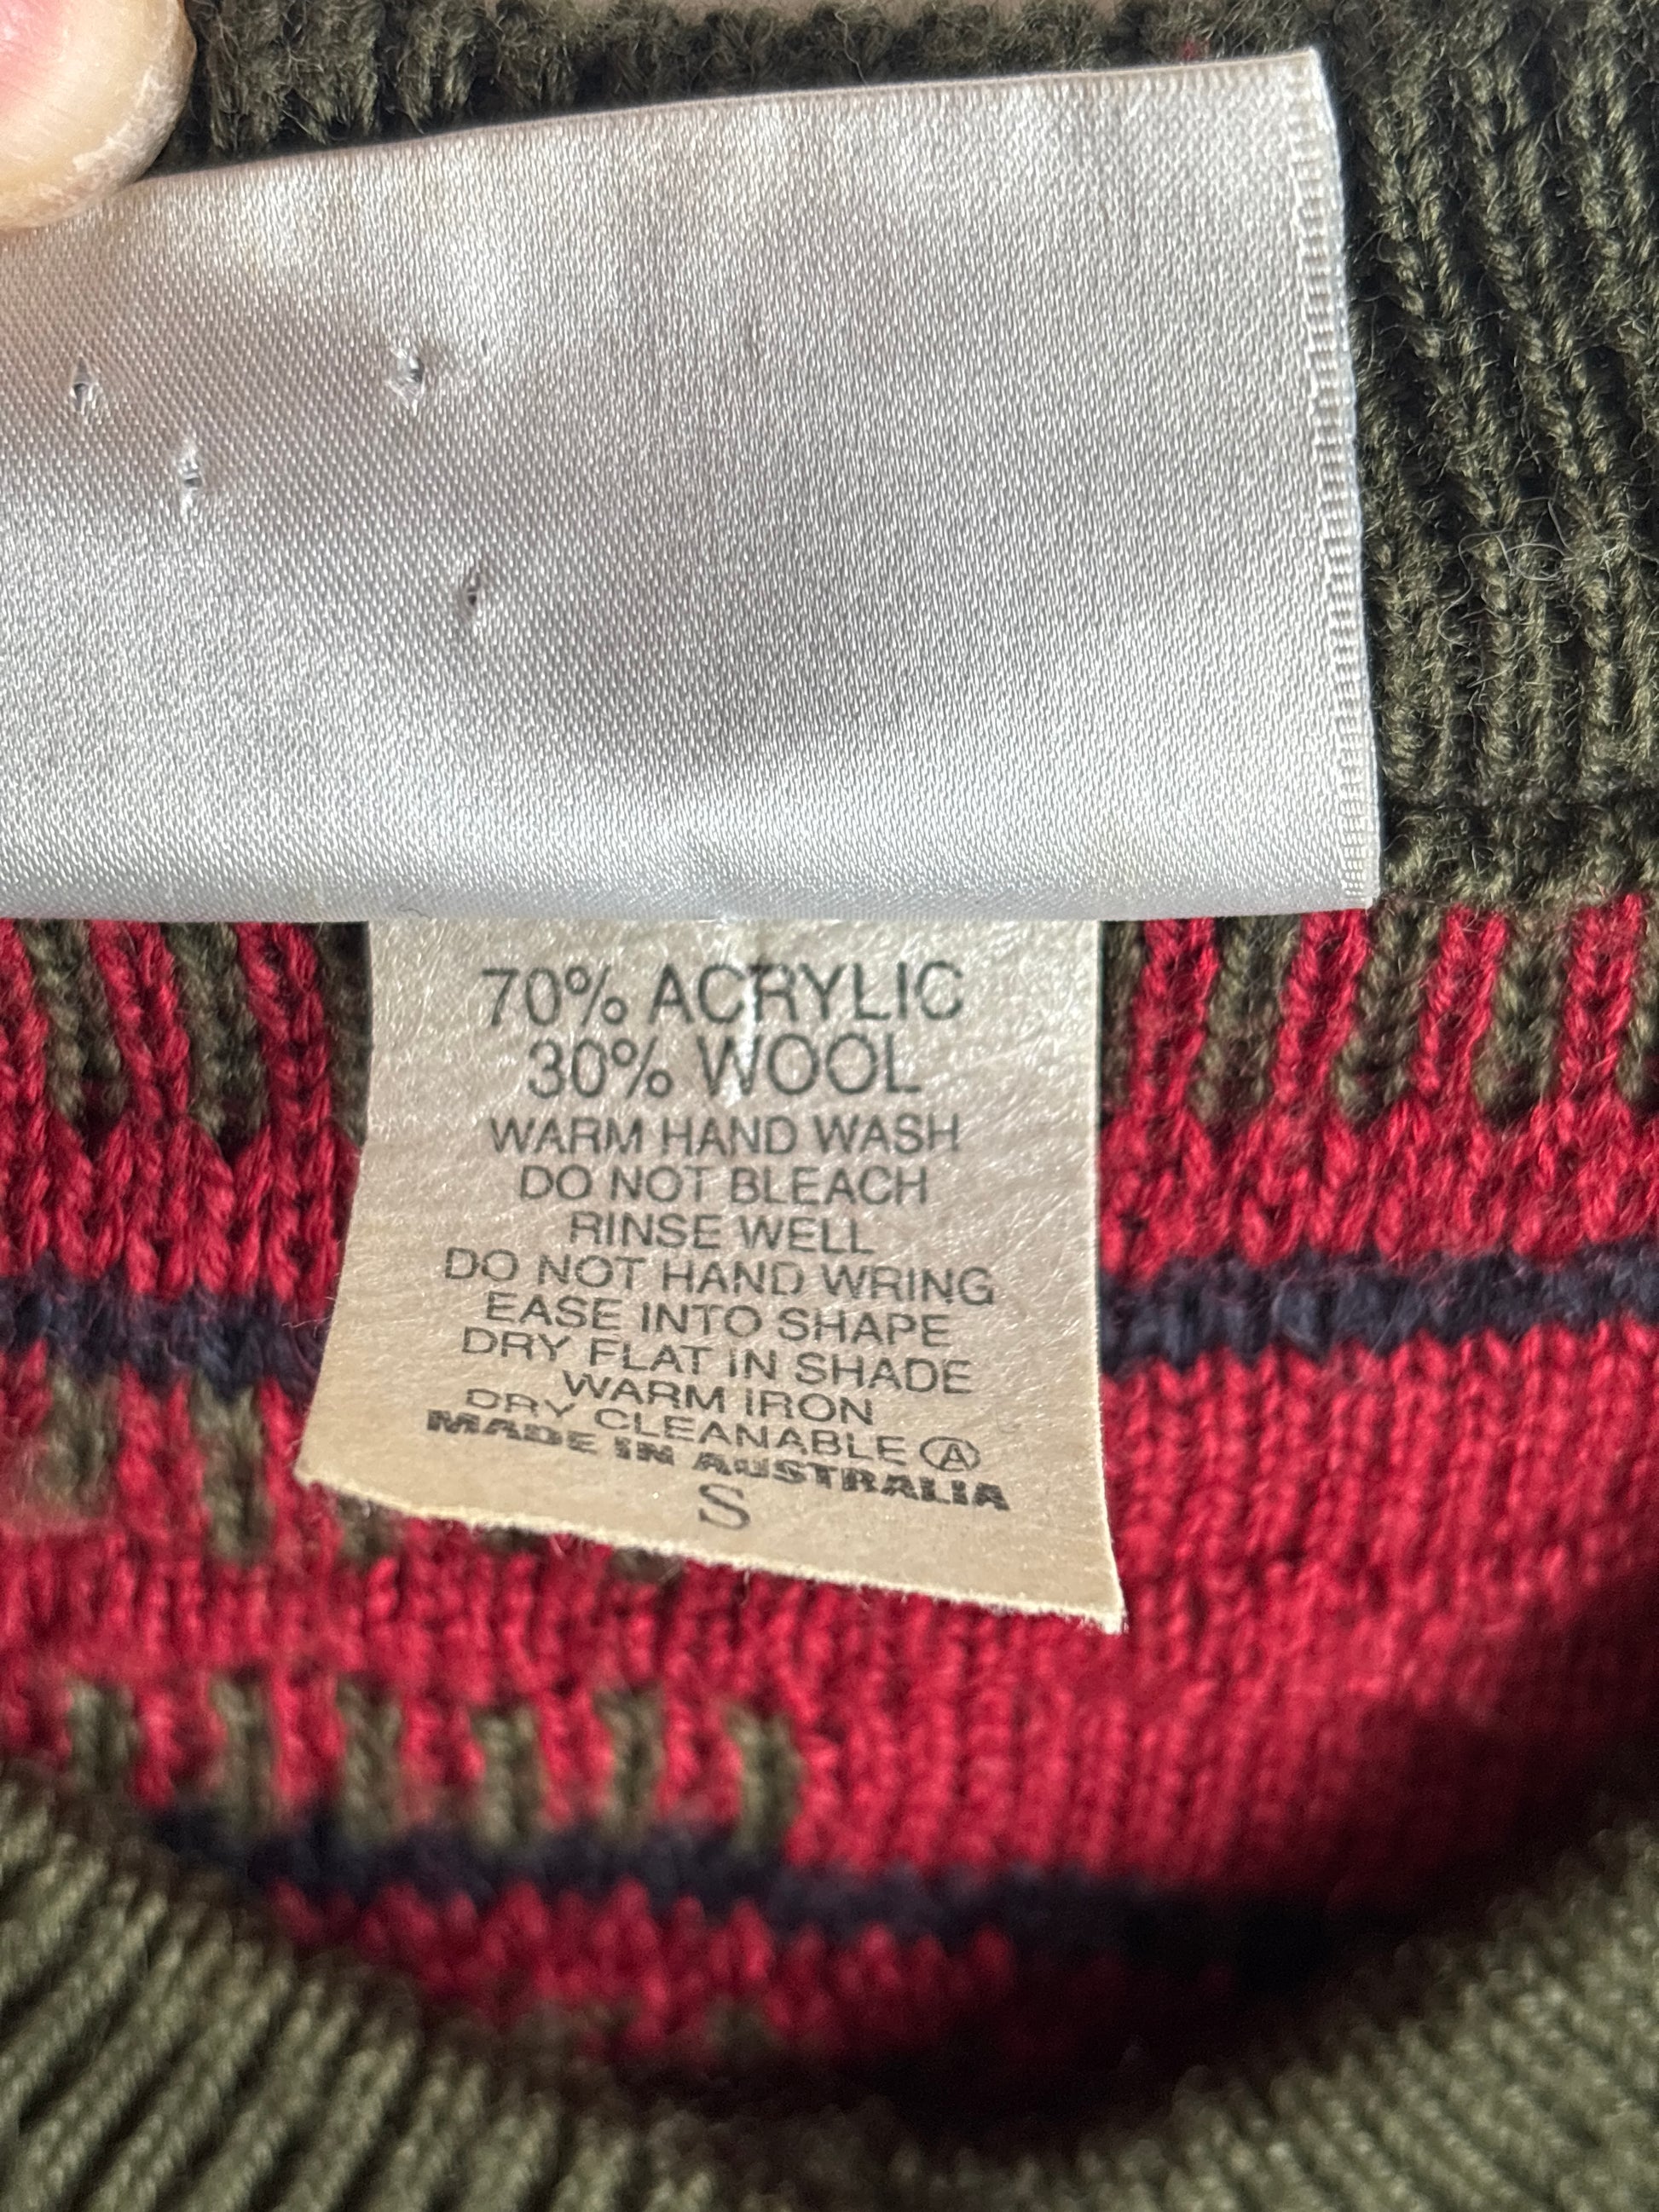 70% ACRYLIC
30% WOOL
WARM HAND WASH
DO NOT BLEACH
RINSE WELL
DO NOT HAND WRING
EASE INTO SHAPE
DRY FLAT IN SHADE
WARM IRON
DRY CLEANABLE Ⓐ
MADE IN AUSTRALIA
S